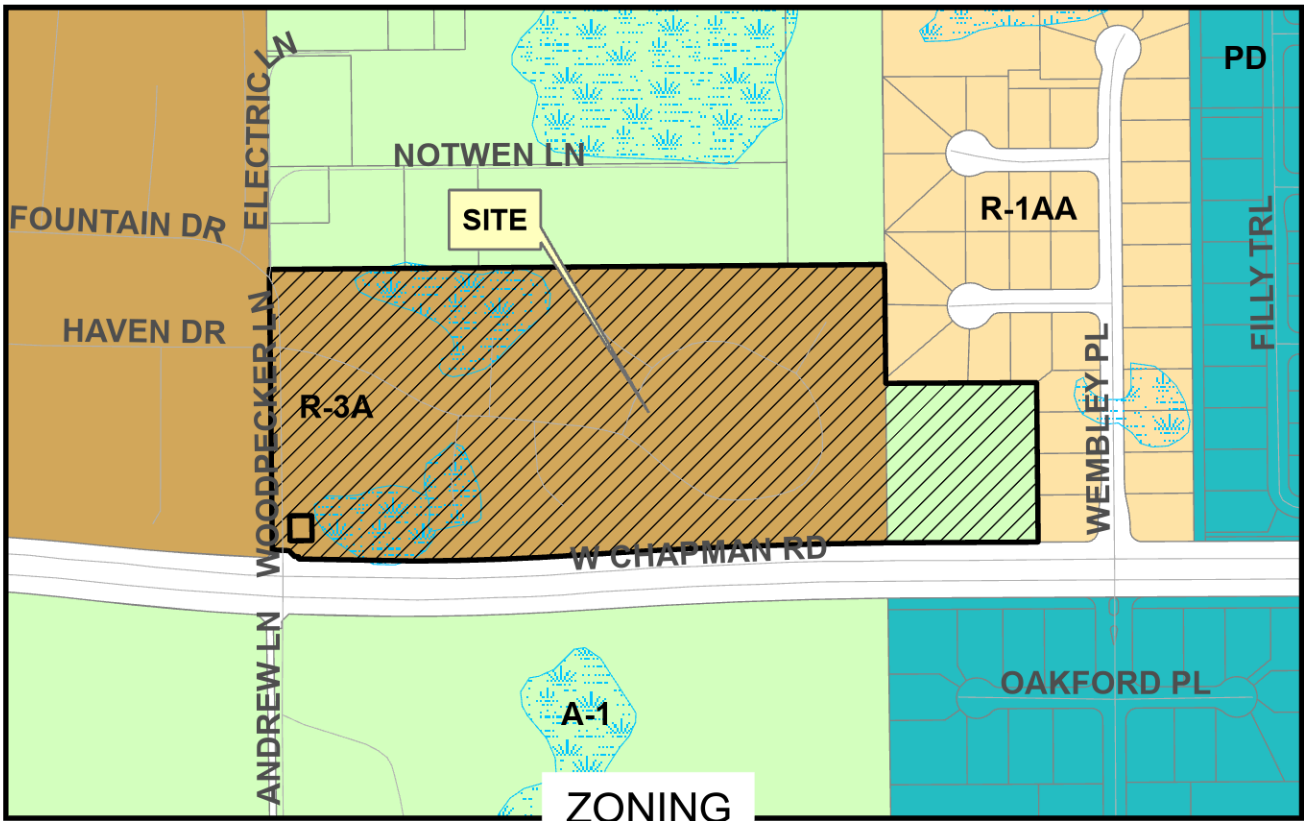 ELECTRIC LN
PD
NOTWEN LN
R-1AA
SITE
FOUNTAIN DR
FILLY TRL
HAVEN DR
WOODPECKER LN
R-3A
WEMBLEY PL
W CHAPMAN RD
ANDREW LN
OAKFORD PL
A-1
ZONING